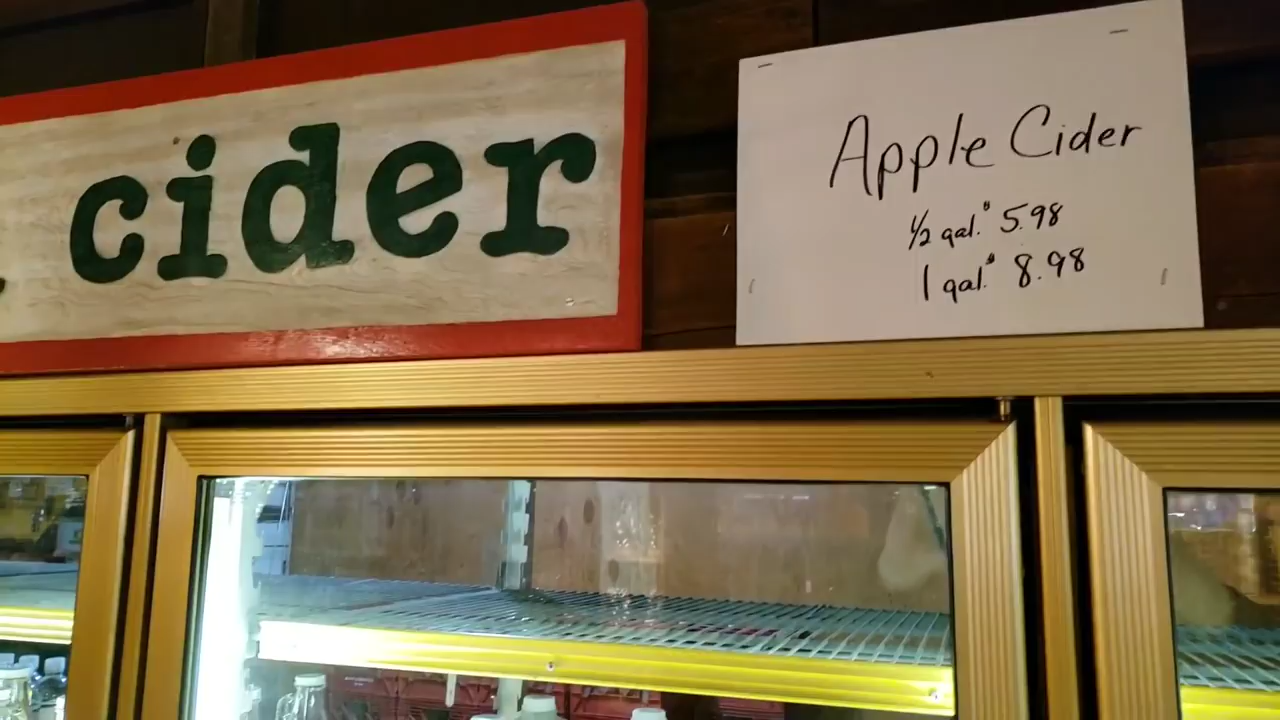 cider
Apple Cider
1/2 gal. $5.98
1 gal. $8.98